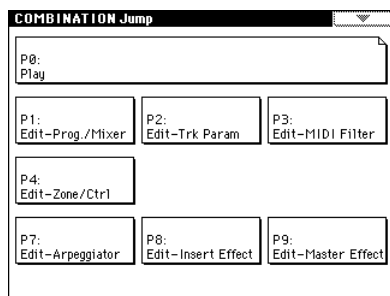 COMBINATION Jump
P0:
Play
P1:
Edit-Prog./Mixer
P2:
Edit-Trk Param
P3:
Edit-MIDI Filter
P4:
Edit-Zone/Ctrl
P7:
Edit-Arpeggiator
P8:
Edit-Insert Effect
P9:
Edit-Master Effect